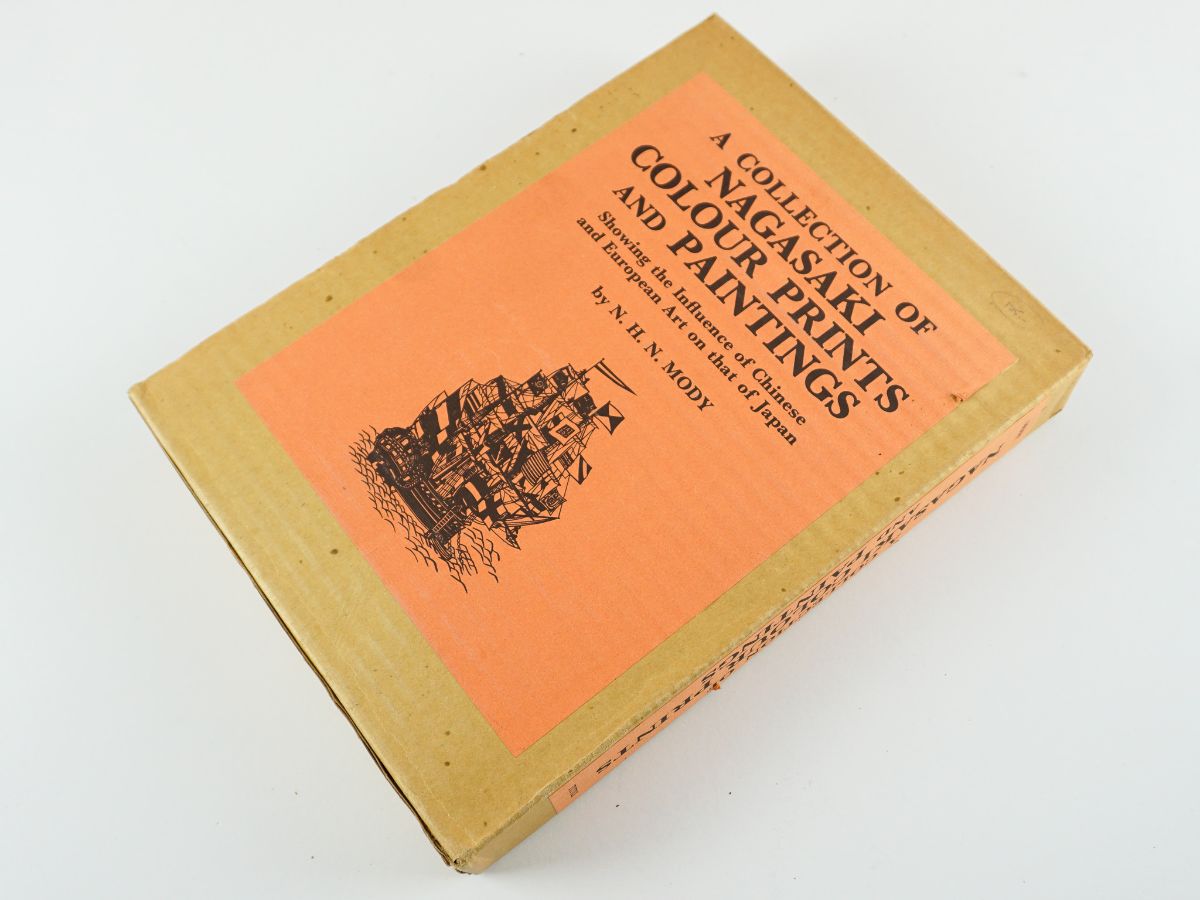 A COLLECTION OF
NAGASAKI
COLOUR PRINTS
AND PAINTINGS
Showing the Influence of Chinese
and European Art on that of Japan
by N. H. N. MODY